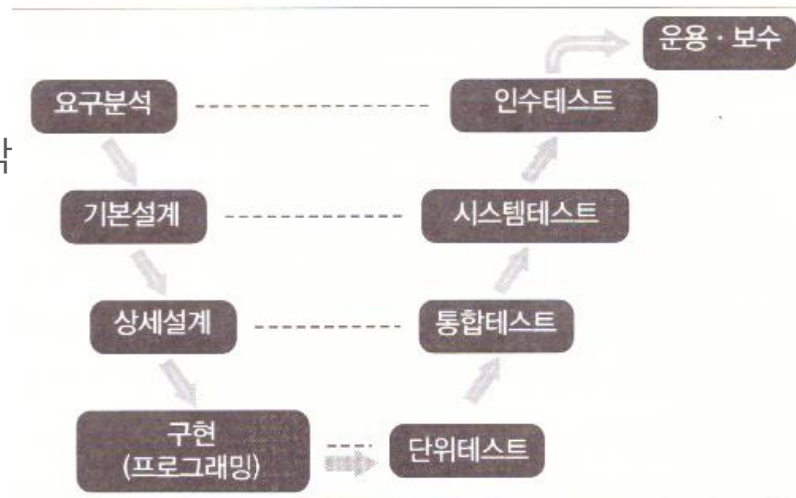 운용 · 보수
요구분석
인수테스트
기본설계
시스템테스트
상세설계
통합테스트
구현
(프로그래밍)
단위테스트